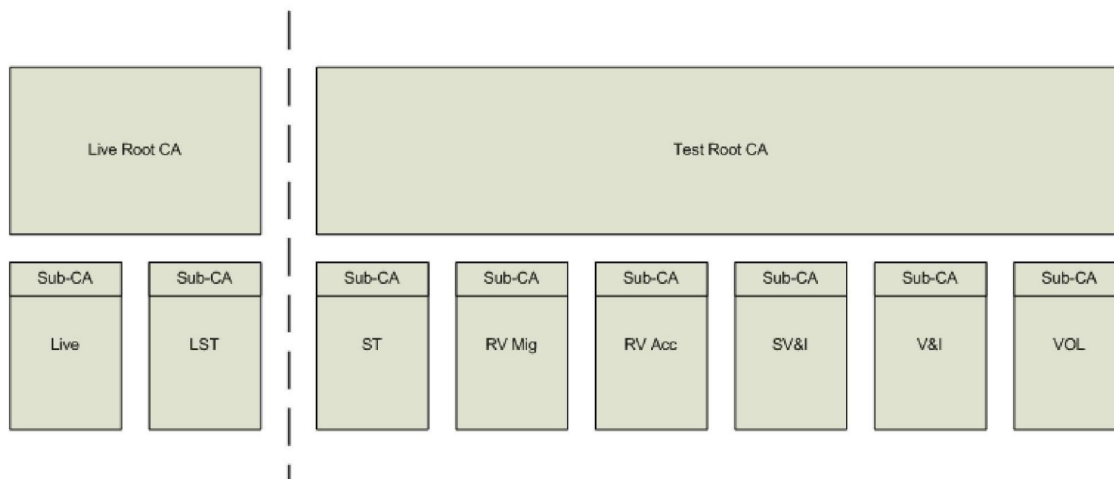 Live Root CA
Test Root CA
Sub-CA
Sub-CA
Sub-CA
Sub-CA
Sub-CA
Sub-CA
Sub-CA
Sub-CA
Live
LST
ST
RV Mig
RV Acc
SV&I
V&I
VOL